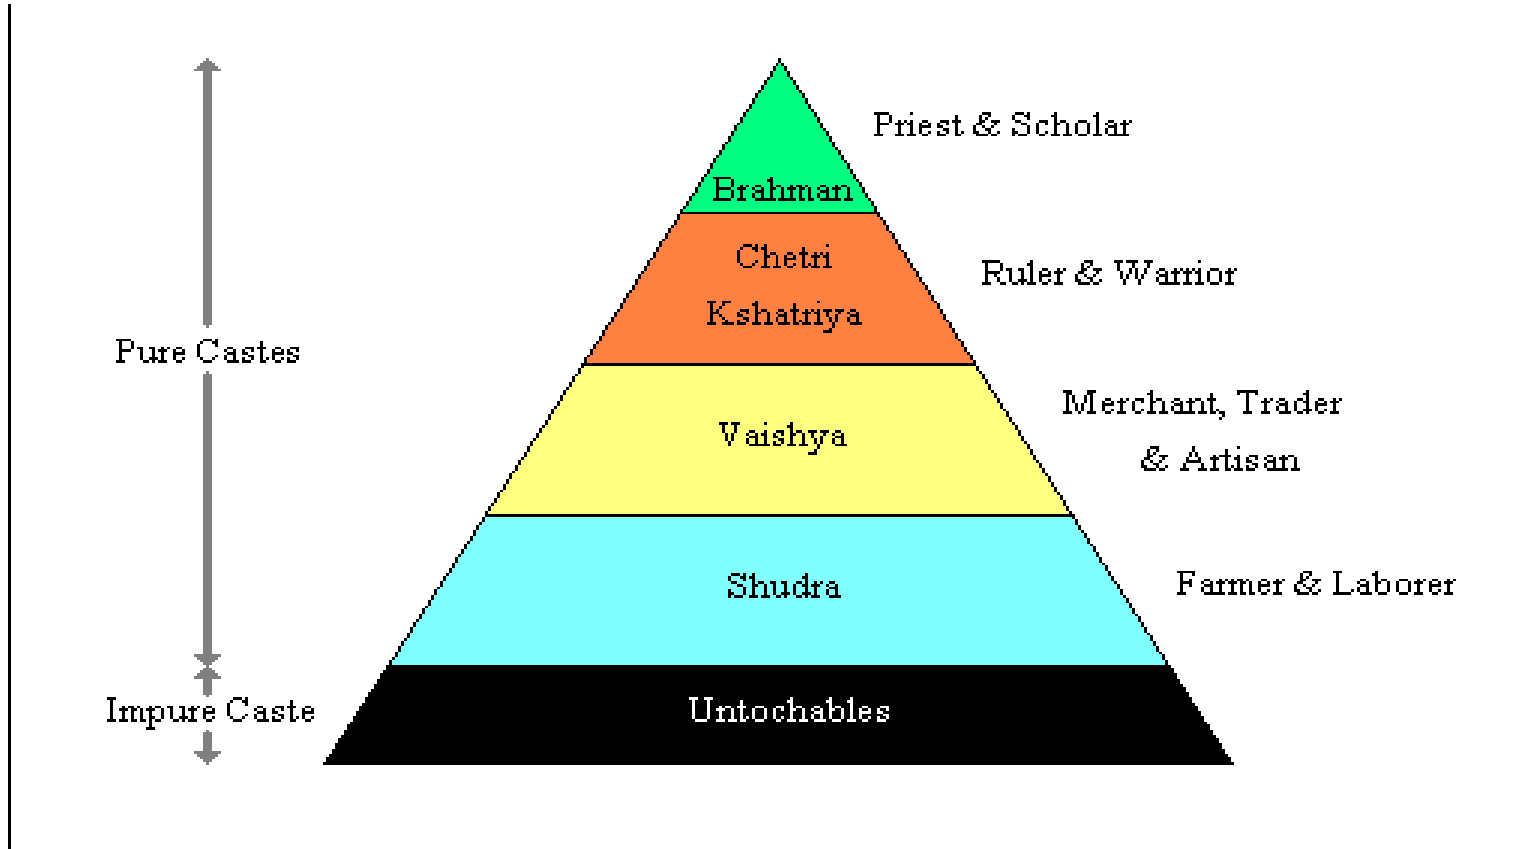 Priest & Scholar
Brahman
Chetri
Ruler & Warrior
Kshatriya
Pure Castes
Merchant, Trader
Vaishya
& Artisan
Shudra
Farmer & Laborer
Impure Caste
Untochables